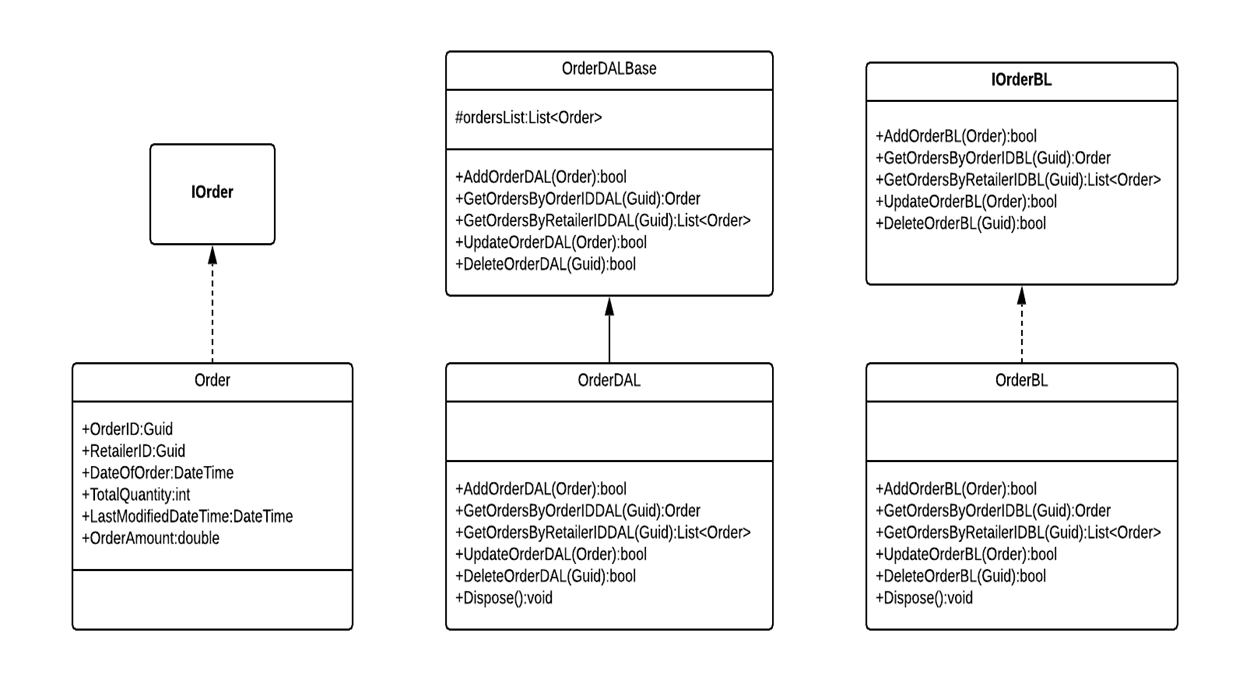 IOrder
Order
+OrderID:Guid
+RetailerID:Guid
+DateOfOrder:DateTime
+TotalQuantity:int
+LastModifiedDateTime:DateTime
+OrderAmount:double
OrderDALBase
#ordersList:List<Order>
+AddOrderDAL(Order):bool
+GetOrdersByOrderIDDAL(Guid):Order
+GetOrdersByRetailerIDDAL(Guid):List<Order>
+UpdateOrderDAL(Order):bool
+DeleteOrderDAL(Guid):bool
OrderDAL
+AddOrderDAL(Order):bool
+GetOrdersByOrderIDDAL(Guid):Order
+GetOrdersByRetailerIDDAL(Guid):List<Order>
+UpdateOrderDAL(Order):bool
+DeleteOrderDAL(Guid):bool
+Dispose():void
IOrderBL
+AddOrderBL(Order):bool
+GetOrdersByOrderIDBL(Guid):Order
+GetOrdersByRetailerIDBL(Guid):List<Order>
+UpdateOrderBL(Order):bool
+DeleteOrderBL(Guid):bool
OrderBL
+AddOrderBL(Order):bool
+GetOrdersByOrderIDBL(Guid):Order
+GetOrdersByRetailerIDBL(Guid):List<Order>
+UpdateOrderBL(Order):bool
+DeleteOrderBL(Guid):bool
+Dispose():void